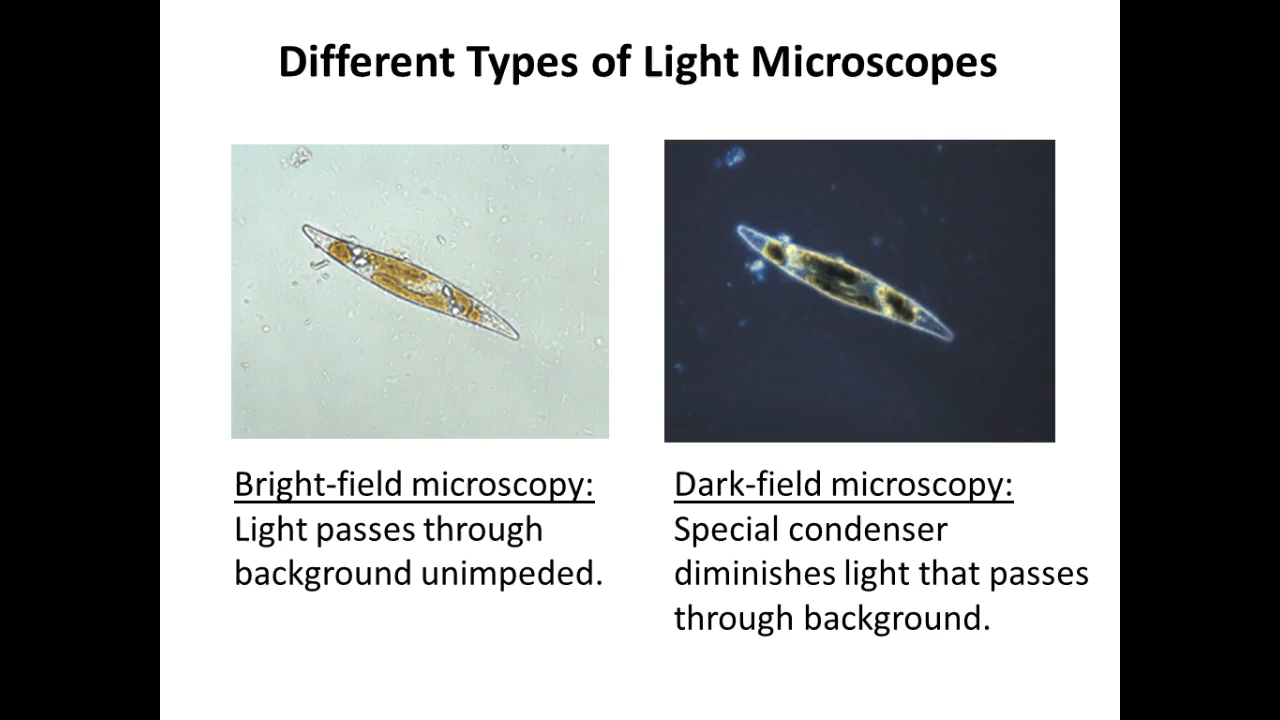 Different Types of Light Microscopes
Bright-field microscopy:
Light passes through
background unimpeded.
Dark-field microscopy:
Special condenser
diminishes light that passes
through background.